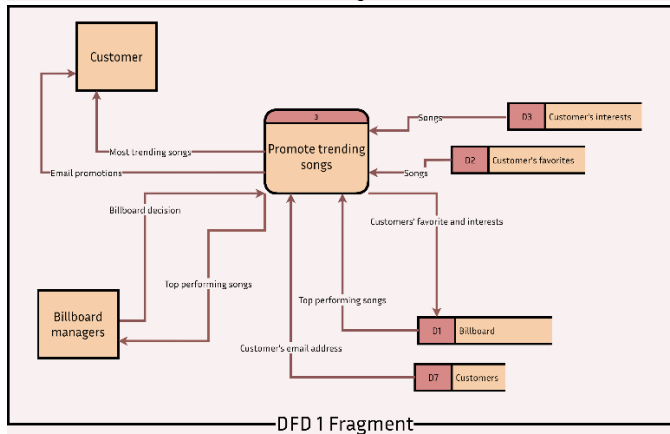 Customer
3
Promote trending
songs
Songs
D3
Customer's interests
Songs
D2
Customer's favorites
Most trending songs
Email promotions
Billboard decision
Customers' favorite and interests
Top performing songs
Top performing songs
Billboard
managers
D1
Billboard
Customer's email address
D7
Customers
DFD 1 Fragment